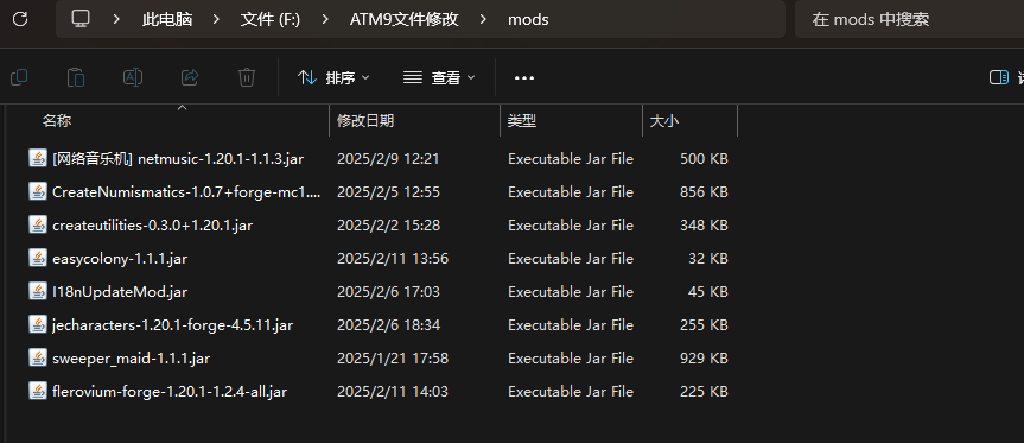 此电脑 > 文件 (F:) > ATM9文件修改 > mods 在 mods 中搜索
排序 查看 •••
名称 修改日期 类型 大小
[网络音乐机] netmusic-1.20.1-1.1.3.jar 2025/2/9 12:21 Executable Jar File 500 KB
CreateNumismatics-1.0.7+forge-mc1.... 2025/2/5 12:55 Executable Jar File 856 KB
createutilities-0.3.0+1.20.1.jar 2025/2/2 15:28 Executable Jar File 348 KB
easycolony-1.1.1.jar 2025/2/11 13:56 Executable Jar File 32 KB
I18nUpdateMod.jar 2025/2/6 17:03 Executable Jar File 45 KB
jecharacters-1.20.1-forge-4.5.11.jar 2025/2/6 18:34 Executable Jar File 255 KB
sweeper_maid-1.1.1.jar 2025/1/21 17:58 Executable Jar File 929 KB
flerovium-forge-1.20.1-1.2.4-all.jar 2025/2/11 14:03 Executable Jar File 225 KB